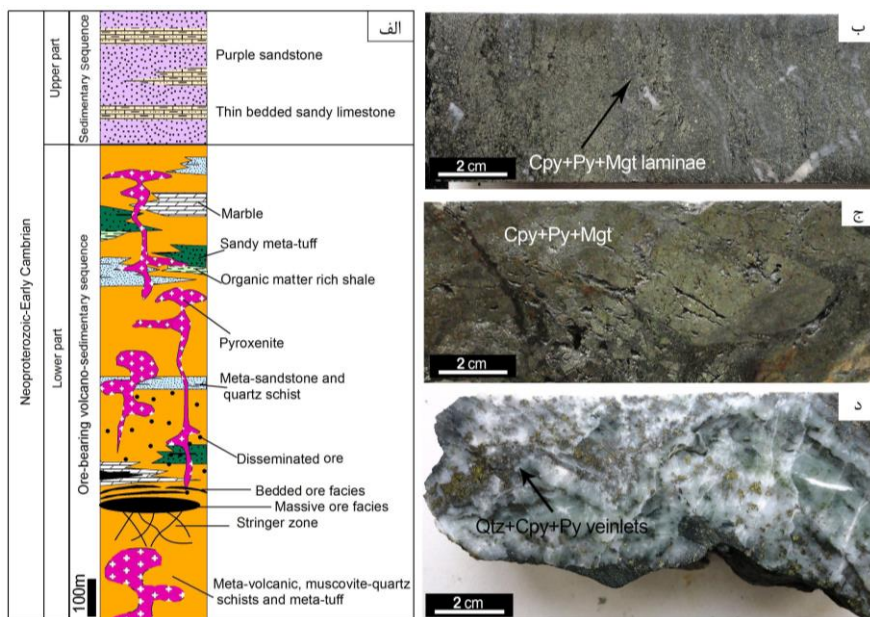 الف
Neoproterozoic-Early Cambrian
Upper part
Sedimentary sequence
Purple sandstone
Thin bedded sandy limestone
Lower part
Ore-bearing volcano-sedimentary sequence
Marble
Sandy meta-tuff
Organic matter rich shale
Pyroxenite
Meta-sandstone and
quartz schist
Disseminated ore
Bedded ore facies
Massive ore facies
Stringer zone
Meta-volcanic, muscovite-quartz
schists and meta-tuff
100m
ب
Cpy+Py+Mgt laminae
2 cm
ج
Cpy+Py+Mgt
2 cm
د
Qtz+Cpy+Py veinlets
2 cm